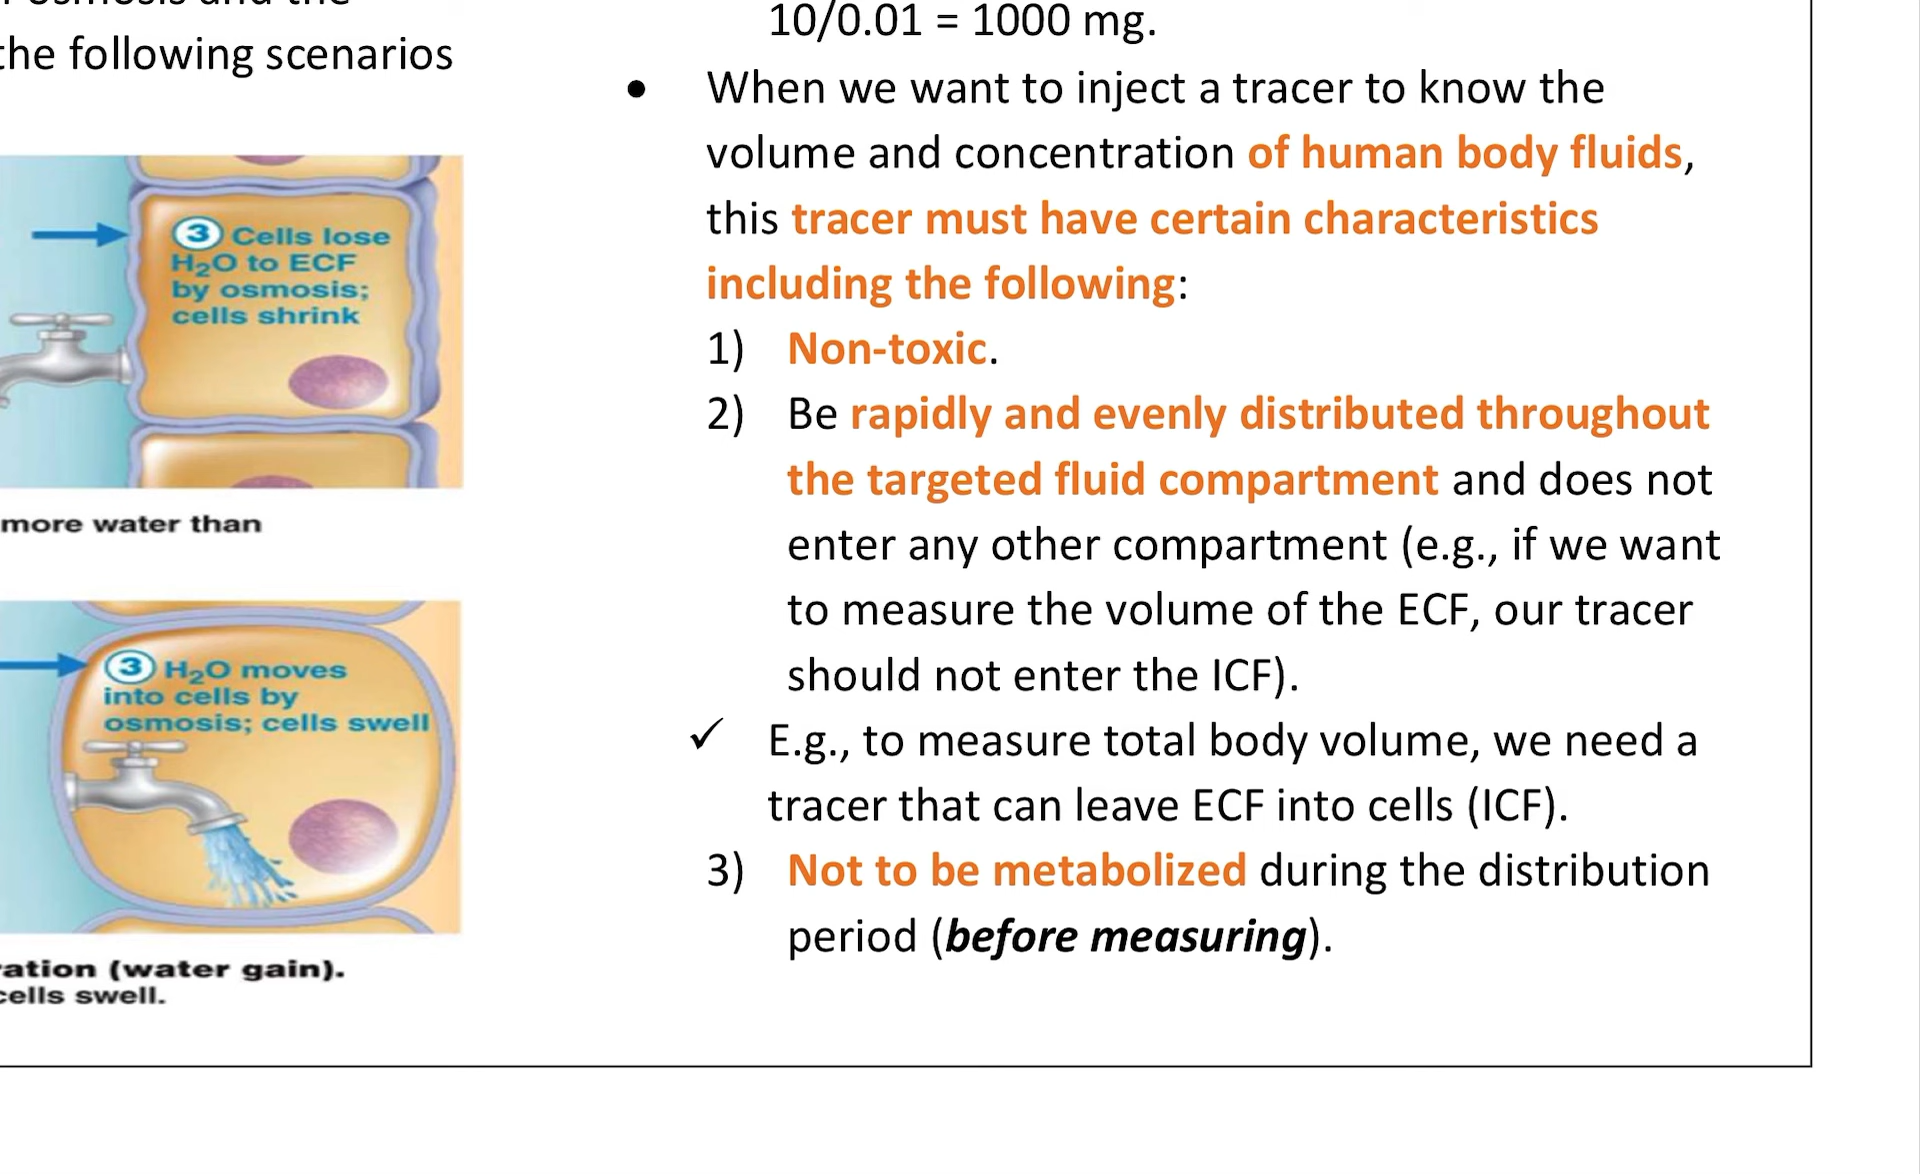 the following scenarios
③ Cells lose
H₂O to ECF
by osmosis;
cells shrink
more water than
③ H₂O moves
into cells by
osmosis; cells swell
(water gain).
cells swell.
10/0.01 = 1000 mg.
• When we want to inject a tracer to know the
volume and concentration of human body fluids,
this tracer must have certain characteristics
including the following:
1) Non-toxic.
2) Be rapidly and evenly distributed throughout
the targeted fluid compartment and does not
enter any other compartment (e.g., if we want
to measure the volume of the ECF, our tracer
should not enter the ICF).
✓ E.g., to measure total body volume, we need a
tracer that can leave ECF into cells (ICF).
3) Not to be metabolized during the distribution
period (before measuring).